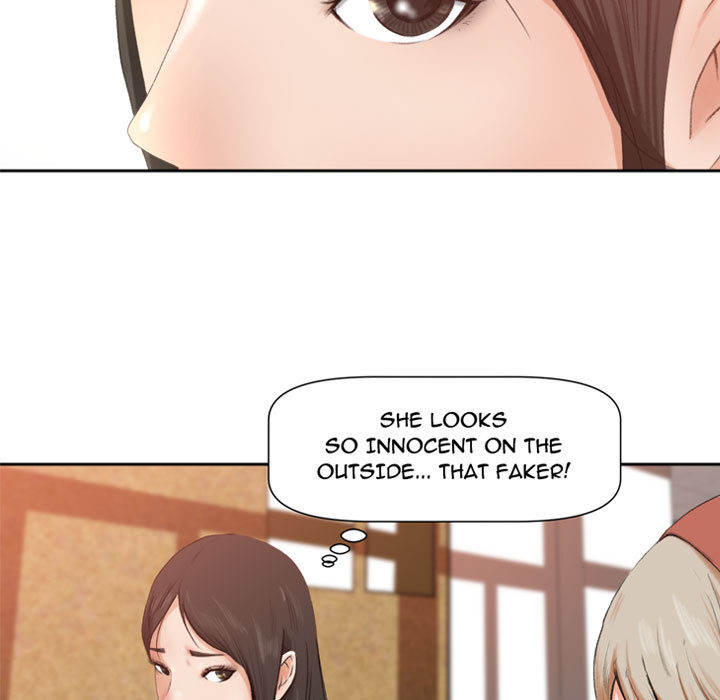 SHE LOOKS
SO INNOCENT ON THE
OUTSIDE... THAT FAKER!